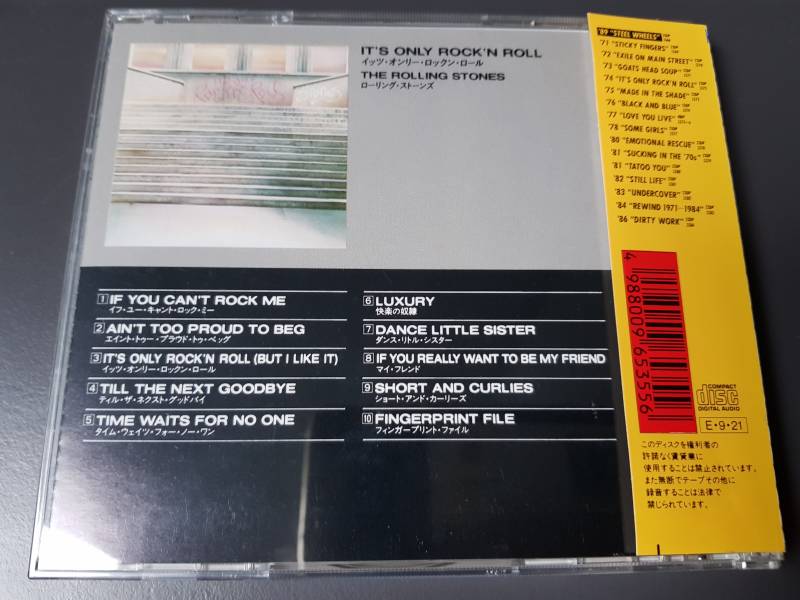 IT'S ONLY ROCK'N ROLL
イッツ・オンリー・ロックン・ロール
THE ROLLING STONES
ローリング・ストーンズ
1 IF YOU CAN'T ROCK ME
イフ・ユー・キャント・ロック・ミー
2 AIN'T TOO PROUD TO BEG
エイント・トゥー・プラウド・トゥ・ベッグ
3 IT'S ONLY ROCK'N ROLL (BUT I LIKE IT)
イッツ・オンリー・ロックン・ロール
4 TILL THE NEXT GOODBYE
ティル・ザ・ネクスト・グッドバイ
5 TIME WAITS FOR NO ONE
タイム・ウェイツ・フォー・ノー・ワン
6 LUXURY
快楽の奴隷
7 DANCE LITTLE SISTER
ダンス・リトル・シスター
8 IF YOU REALLY WANT TO BE MY FRIEND
マイ・フレンド
9 SHORT AND CURLIES
ショート・アンド・カーリーズ
10 FINGERPRINT FILE
フィンガープリント・ファイル
'89 "STEEL WHEELS"
'71 "STICKY FINGERS"
'72 "EXILE ON MAIN STREET"
'73 "GOATS HEAD SOUP"
'74 "IT'S ONLY ROCK'N ROLL"
'75 "MADE IN THE SHADE"
'76 "BLACK AND BLUE"
'77 "LOVE YOU LIVE"
'78 "SOME GIRLS"
'80 "EMOTIONAL RESCUE"
'81 "SUCKING IN THE '70s"
'81 "TATOO YOU"
'82 "STILL LIFE"
'83 "UNDERCOVER"
'84 "REWIND 1971-1984"
'86 "DIRTY WORK"
4 988009 653556
COMPACT
disc
DIGITAL AUDIO
E・9・21
このディスクを権利者の
許諾なく賃貸業に
使用することは禁止されています。
また無断でテープその他に
録音することは法律で
禁じられています。